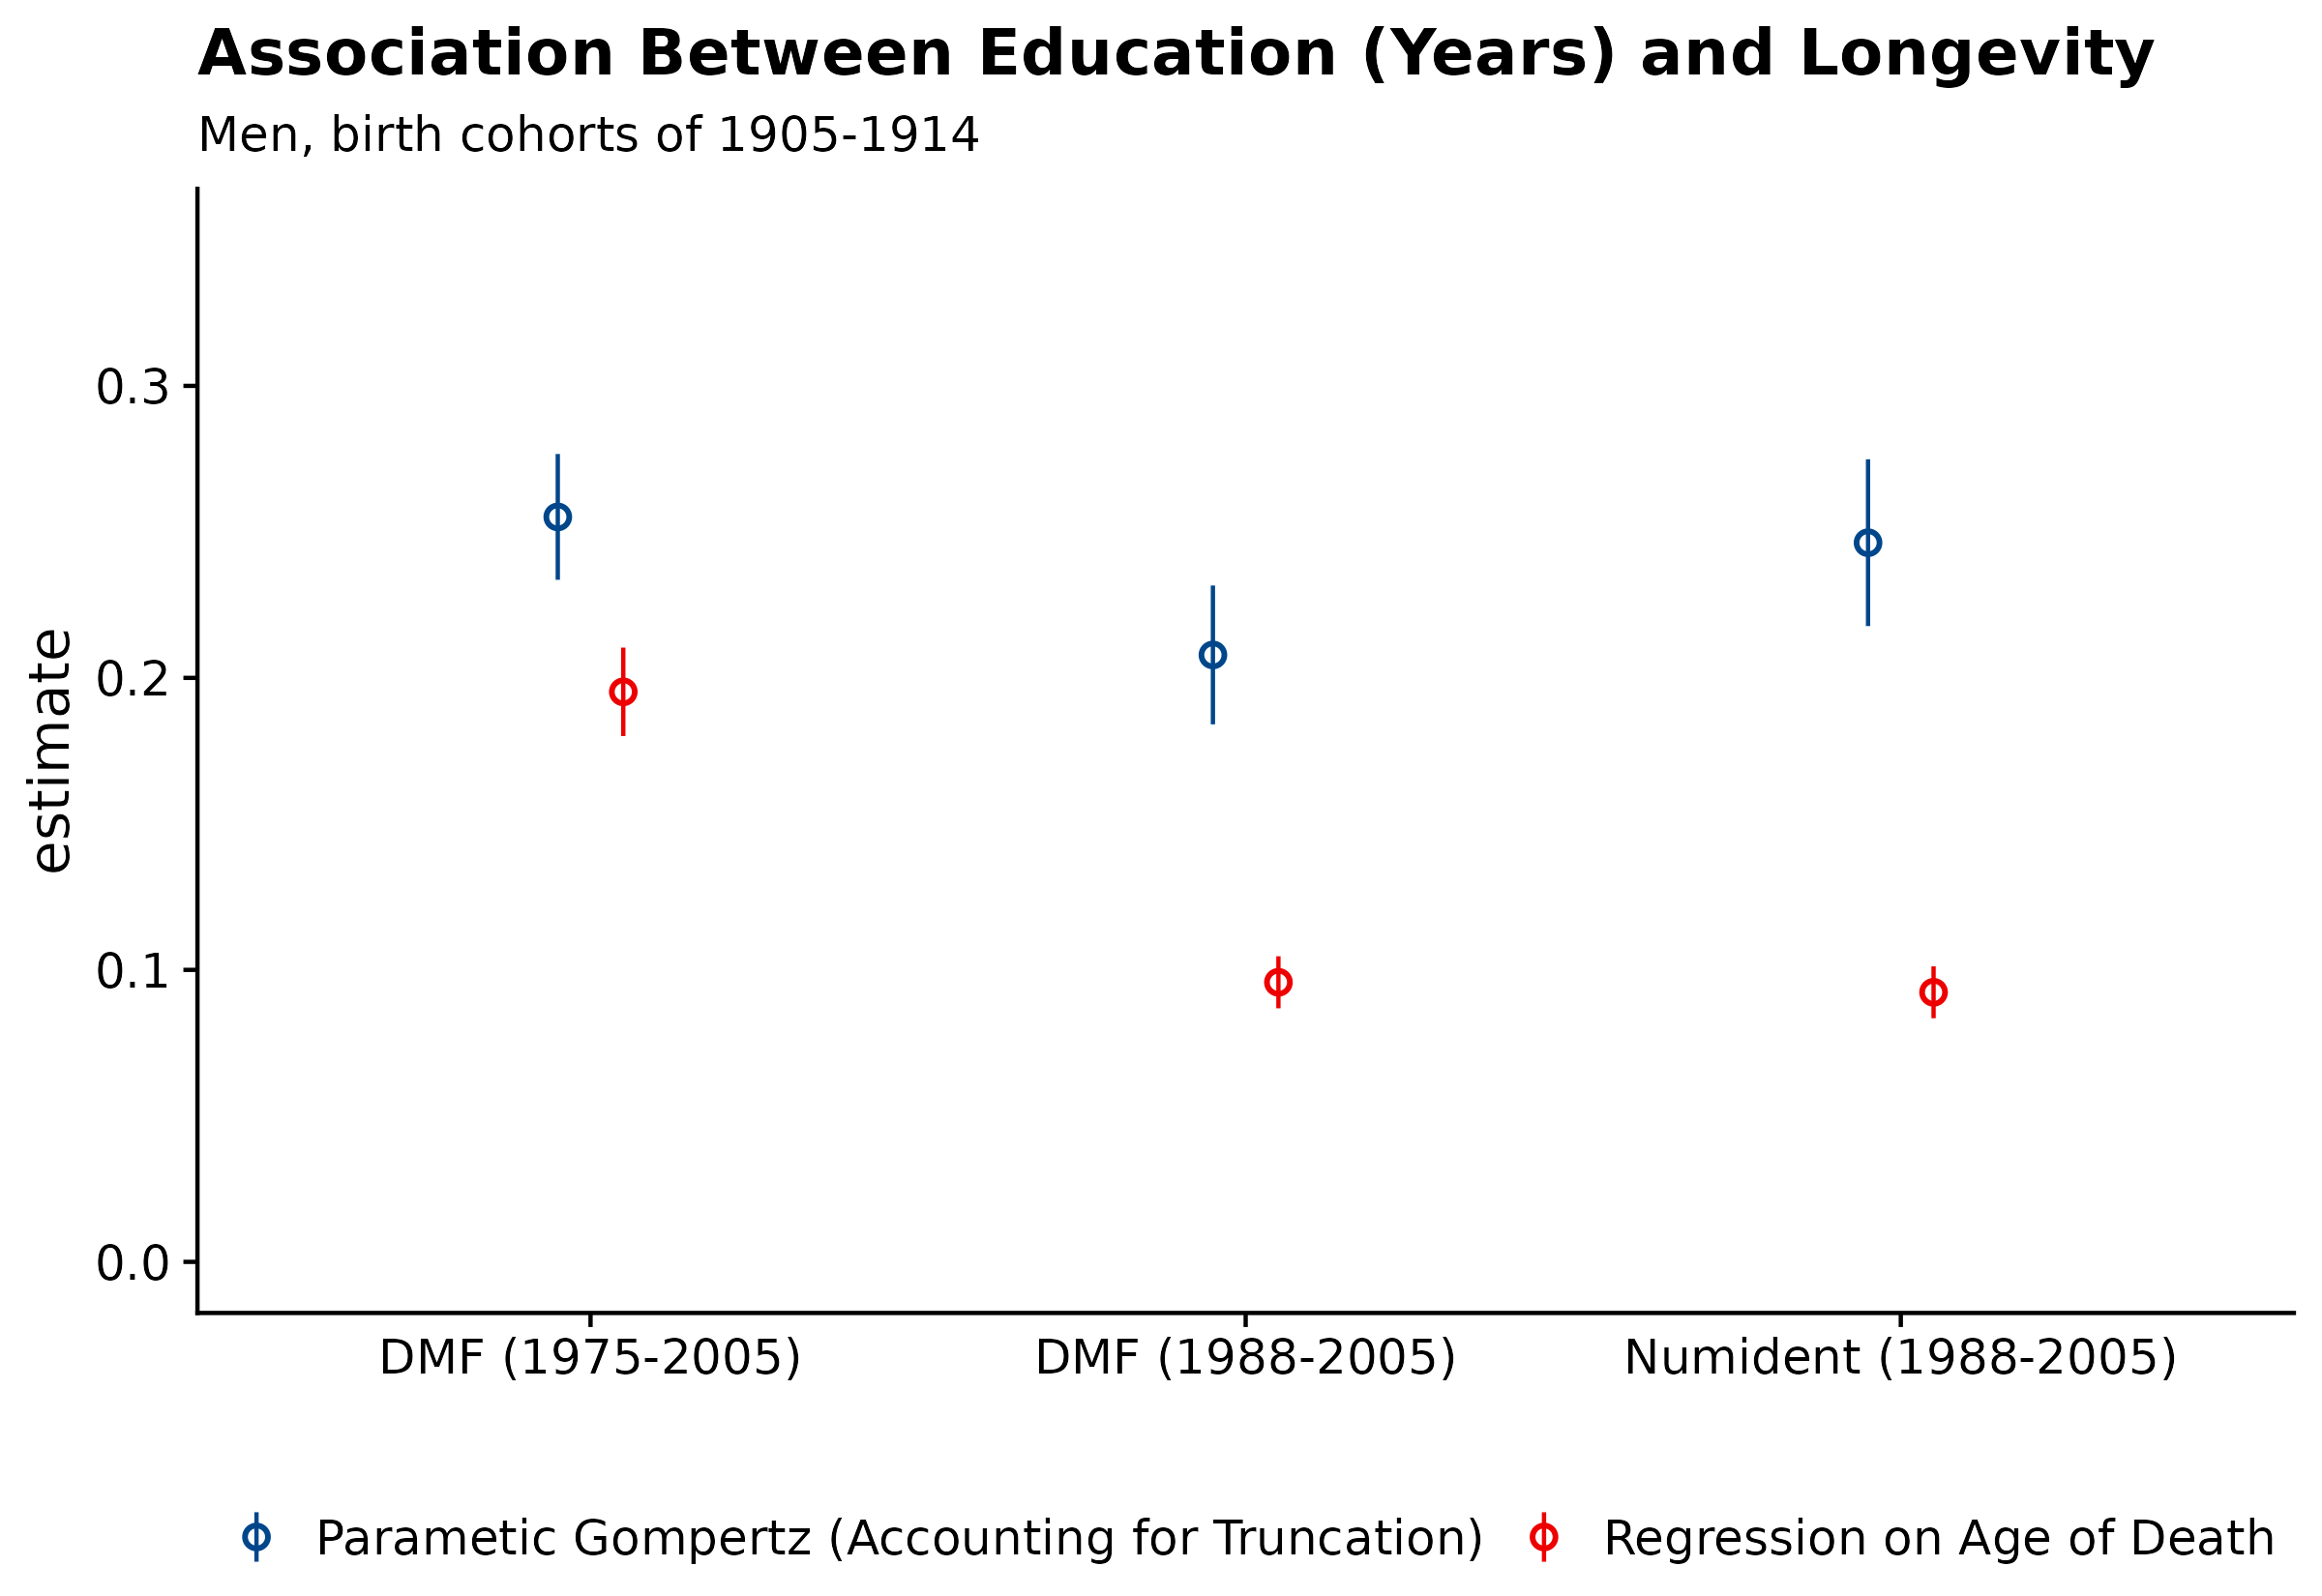 Association Between Education (Years) and Longevity
Men, birth cohorts of 1905-1914
estimate
0.3
0.2
0.1
0.0
DMF (1975-2005) DMF (1988-2005) Numident (1988-2005)
Parametic Gompertz (Accounting for Truncation) Regression on Age of Death